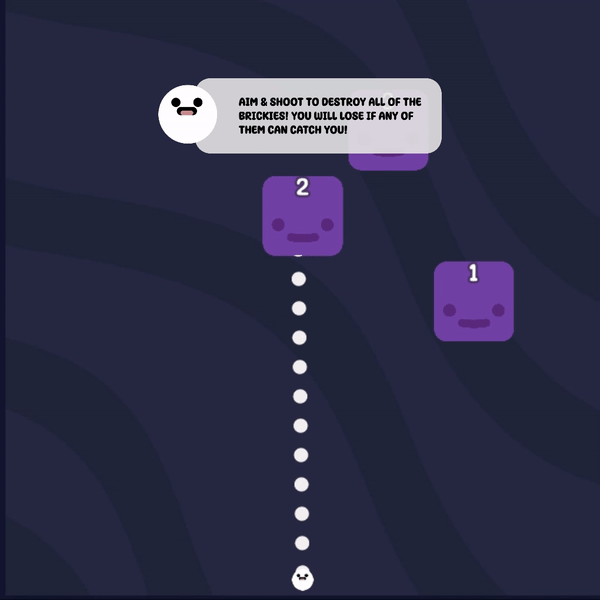 AIM & SHOOT TO DESTROY ALL OF THE
BRICKIES! YOU WILL LOSE IF ANY OF
THEM CAN CATCH YOU!
2
1